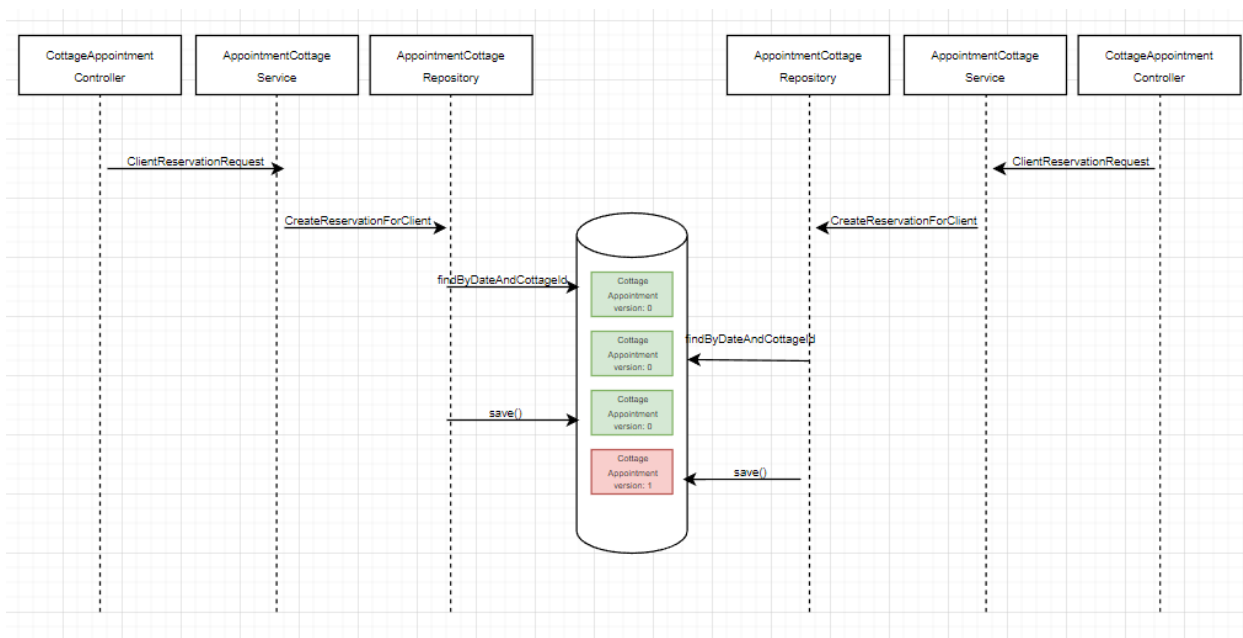 CottageAppointment
Controller
AppointmentCottage
Service
AppointmentCottage
Repository
AppointmentCottage
Repository
AppointmentCottage
Service
CottageAppointment
Controller
ClientReservationRequest
ClientReservationRequest
CreateReservationForClient
CreateReservationForClient
findByDateAndCottageId
Cottage
Appointment
version: 0
findByDateAndCottageId
Cottage
Appointment
version: 0
save()
Cottage
Appointment
version: 0
Cottage
Appointment
version: 1
save()